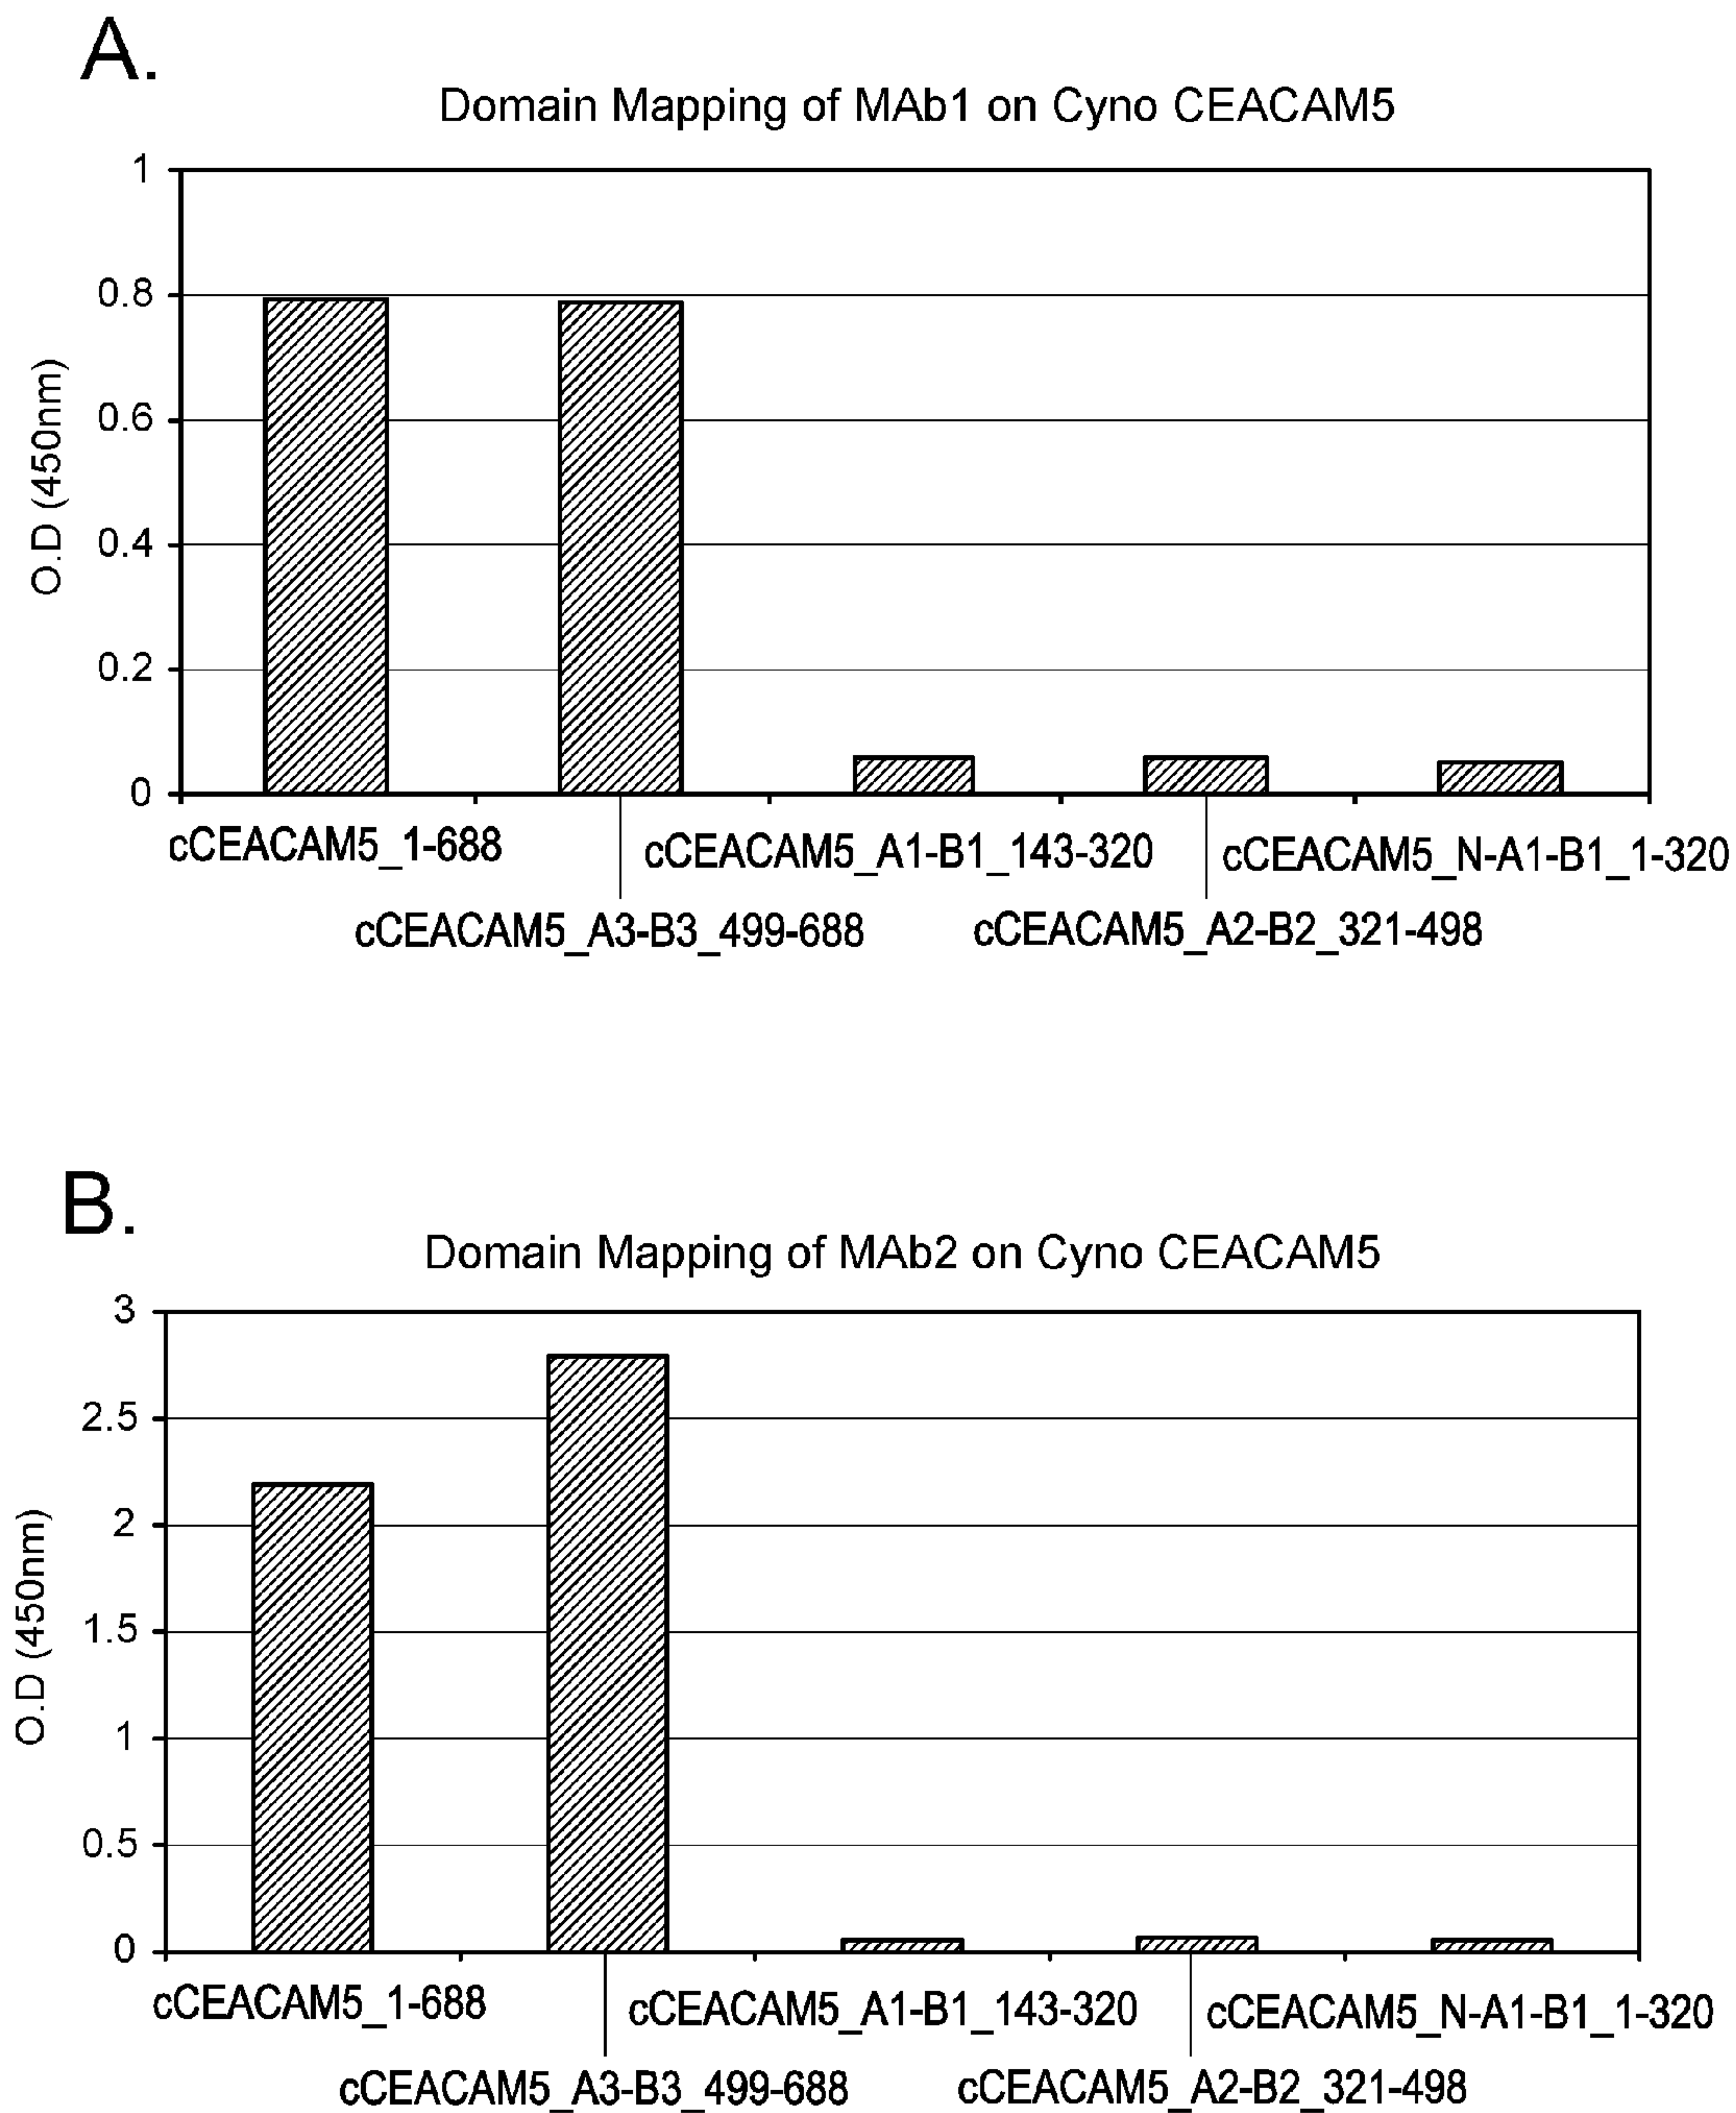 A.
Domain Mapping of MAb1 on Cyno CEACAM5
O.D (450nm)
1
0.8
0.6
0.4
0.2
0
cCEACAM5_1-688
cCEACAM5_A3-B3_499-688
cCEACAM5_A1-B1_143-320
cCEACAM5_A2-B2_321-498
cCEACAM5_N-A1-B1_1-320
B.
Domain Mapping of MAb2 on Cyno CEACAM5
O.D (450nm)
3
2.5
2
1.5
1
0.5
0
cCEACAM5_1-688
cCEACAM5_A3-B3_499-688
cCEACAM5_A1-B1_143-320
cCEACAM5_A2-B2_321-498
cCEACAM5_N-A1-B1_1-320